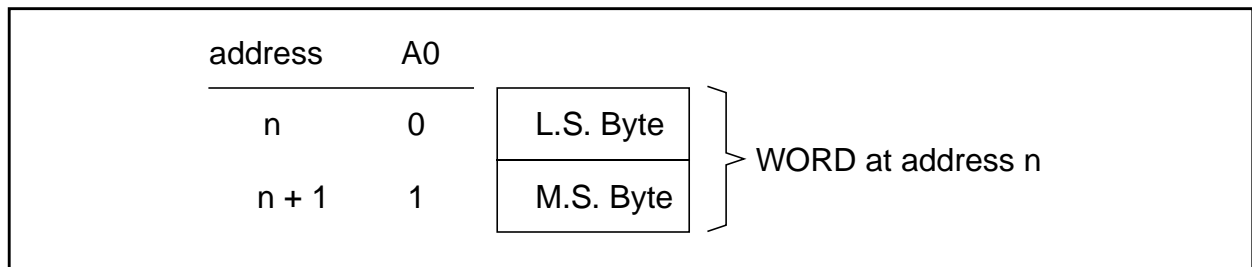 address A0
n 0 L.S. Byte
WORD at address n
n + 1 1 M.S. Byte